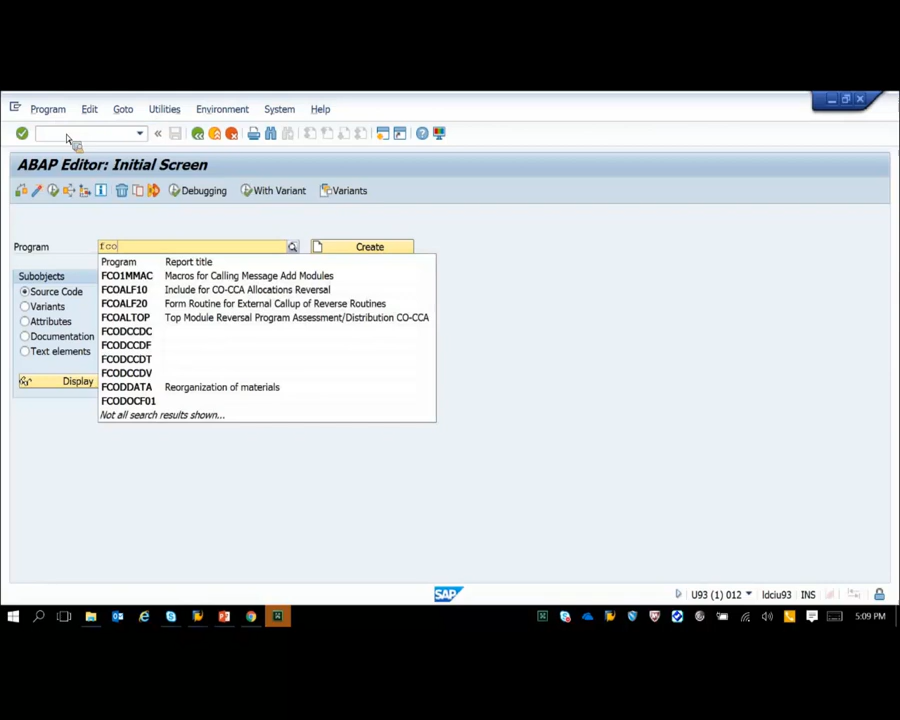 Program Edit Goto Utilities Environment System Help
ABAP Editor: Initial Screen
Debugging With Variant Variants
Program fco Create
Program Report title
FCO1MMAC Macros for Calling Message Add Modules
FCOALF10 Include for CO-CCA Allocations Reversal
FCOALF20 Form Routine for External Callup of Reverse Routines
FCOALTOP Top Module Reversal Program Assessment/Distribution CO-CCA
FCODCCDC
FCODCCDF
FCODCCDT
FCODCCDV
FCODDATA Reorganization of materials
FCODOCF01
Not all search results shown...
Subobjects
Source Code
Variants
Attributes
Documentation
Text elements
Display
SAP U93 (1) 012 ldciu93 INS
5:09 PM